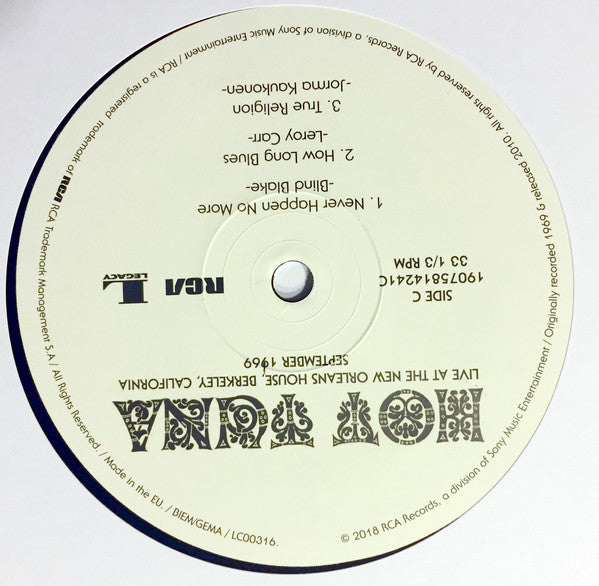 HOT TUNA
LIVE AT THE NEW ORLEANS HOUSE, BERKELEY, CALIFORNIA
SEPTEMBER 1969
SIDE C
19075814241C
33 1/3 RPM
RCA
L
LEGACY
1. Never Happen No More
-Blind Blake-
2. How Long Blues
-Leroy Carr-
3. True Religion
-Jorma Kaukonen-
© 2018 RCA Records, a division of Sony Music Entertainment / Originally recorded 1969 & released 2010. All rights reserved by RCA Records, a division of Sony Music Entertainment / RCA is a registered trademark of RCA RCA Trademark Management S.A / All Rights Reserved. / Made in the EU. / BIEM/GEMA / LC00316.